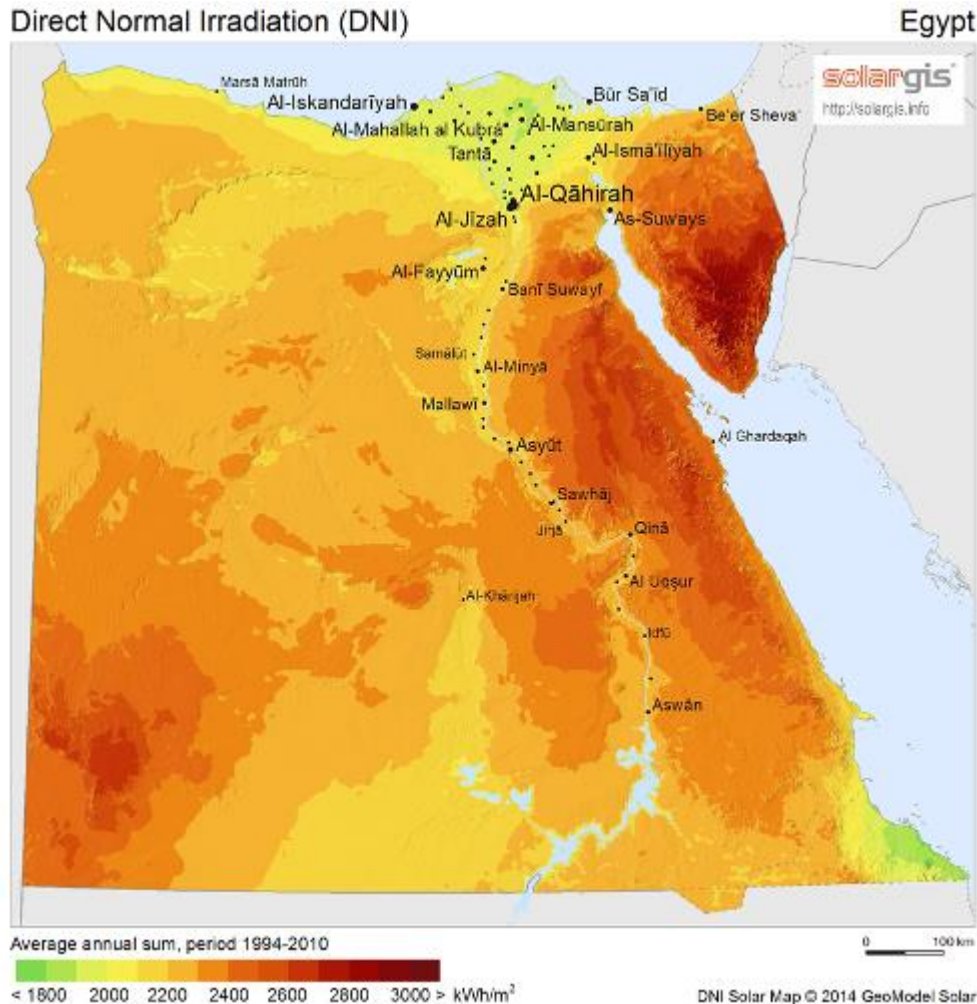 Direct Normal Irradiation (DNI)
Egypt
solargis
http://solargis.info
Marsā Matrūh
Al-Iskandarīyah
Būr Sa'īd
Be'er Sheva'
Al-Mahallah al Kubrá
Al-Mansūrah
Tantā
Al-Ismā'īlīyah
Al-Qāhirah
Al-Jīzah
As-Suways
Al-Fayyūm
Banī Suwayf
Samālūt
Al-Minyā
Mallawī
Al Ghardaqah
Asyūt
Sawhāj
Jirjā
Qinā
Al Uqşur
Al-Khārijah
Idfū
Aswān
Average annual sum, period 1994-2010
0 100 km
< 1800 2000 2200 2400 2600 2800 3000 > kWh/m²
DNI Solar Map © 2014 GeoModel Solar